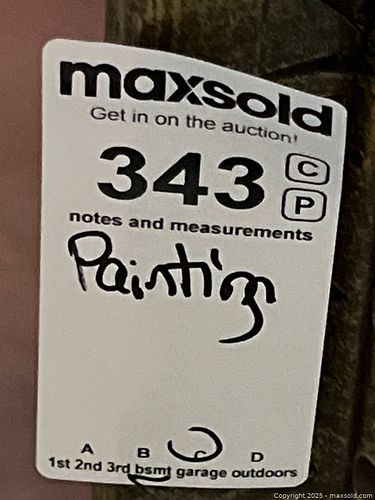 maxsold
Get in on the auction!
343 C
P
notes and measurements
Painting
A B C D
1st 2nd 3rd bsmt garage outdoors
Copyright 2025 - maxsold.com